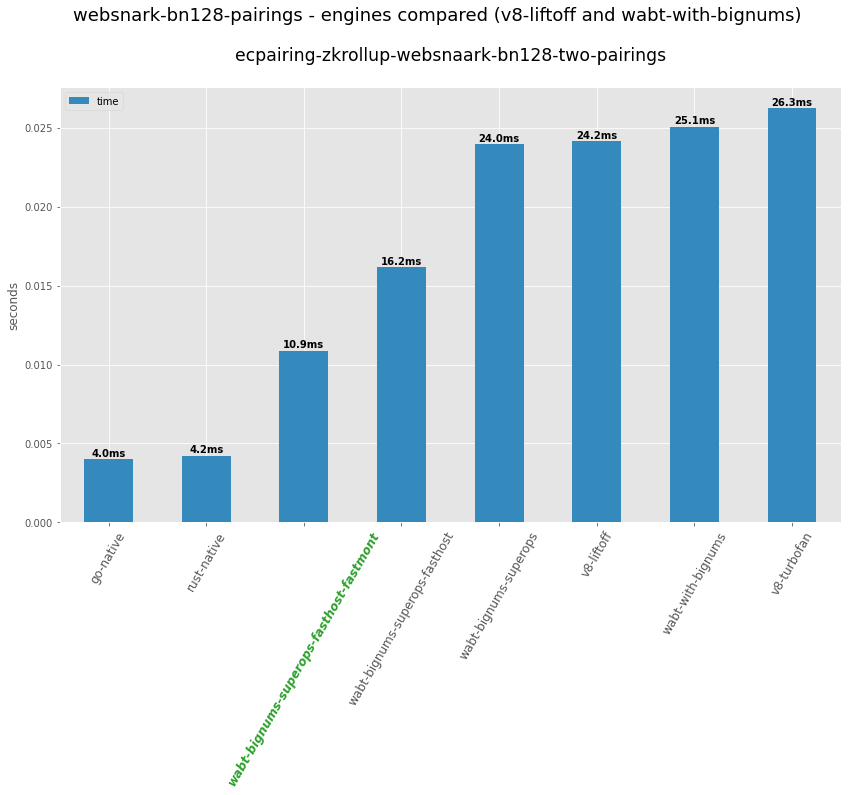 websnark-bn128-pairings - engines compared (v8-liftoff and wabt-with-bignums)
ecpairing-zkrollup-websnaark-bn128-two-pairings
time
seconds
0.025
0.020
0.015
0.010
0.005
0.000
4.0ms
4.2ms
10.9ms
16.2ms
24.0ms
24.2ms
25.1ms
26.3ms
go-native
rust-native
wabt-bignums-superops-fasthost-fastmont
wabt-bignums-superops-fasthost
wabt-bignums-superops
v8-liftoff
wabt-with-bignums
v8-turbofan